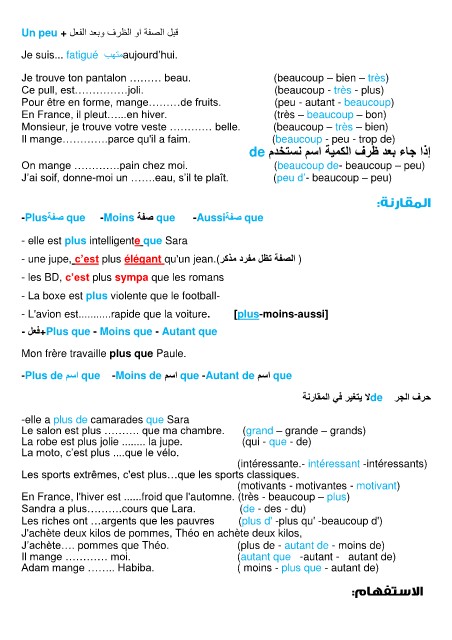 Un peu + قبل الصفة او الظرف وبعد الفعل
Je suis... fatigué متهبaujourd'hui.
Je trouve ton pantalon ……… beau. (beaucoup – bien – très)
Ce pull, est……………joli. (beaucoup - très - plus)
Pour être en forme, mange………de fruits. (peu - autant - beaucoup)
En France, il pleut…...en hiver. (très – beaucoup – bon)
Monsieur, je trouve votre veste ………… belle. (beaucoup – très – bien)
Il mange………….parce qu'il a faim. (beaucoup - peu - trop de)
إذا جاء بعد ظرف الكمية اسم نستخدم de
On mange ………….pain chez moi. (beaucoup de- beaucoup – peu)
J'ai soif, donne-moi un …….eau, s'il te plaît. (peu d'- beaucoup – peu)
المقارنة:
-Plusصفة que -Moins صفة que -Aussiصفة que
- elle est plus intelligente que Sara
- une jupe, c'est plus élégant qu'un jean.( الصفة تظل مفرد مذكر )
- les BD, c'est plus sympa que les romans
- La boxe est plus violente que le football-
- L'avion est...........rapide que la voiture. [plus-moins-aussi]
- فعل+Plus que - Moins que - Autant que
Mon frère travaille plus que Paule.
-Plus de اسم que -Moins de اسم que -Autant de اسم que
حرف الجر deلا يتغير في المقارنة
-elle a plus de camarades que Sara
Le salon est plus ………. que ma chambre. (grand – grande – grands)
La robe est plus jolie ........ la jupe. (qui - que - de)
La moto, c'est plus ....que le vélo.
(intéressante.- intéressant -intéressants)
Les sports extrêmes, c'est plus…que les sports classiques.
(motivants - motivantes - motivant)
En France, l'hiver est ......froid que l'automne. (très - beaucoup – plus)
Sandra a plus……….cours que Lara. (de - des - du)
Les riches ont …argents que les pauvres (plus d' -plus qu' -beaucoup d')
J'achète deux kilos de pommes, Théo en achète deux kilos,
J'achète…. pommes que Théo. (plus de - autant de - moins de)
Il mange ………… moi. (autant que -autant - autant de)
Adam mange …….. Habiba. ( moins - plus que - autant de)
الاستفهام: